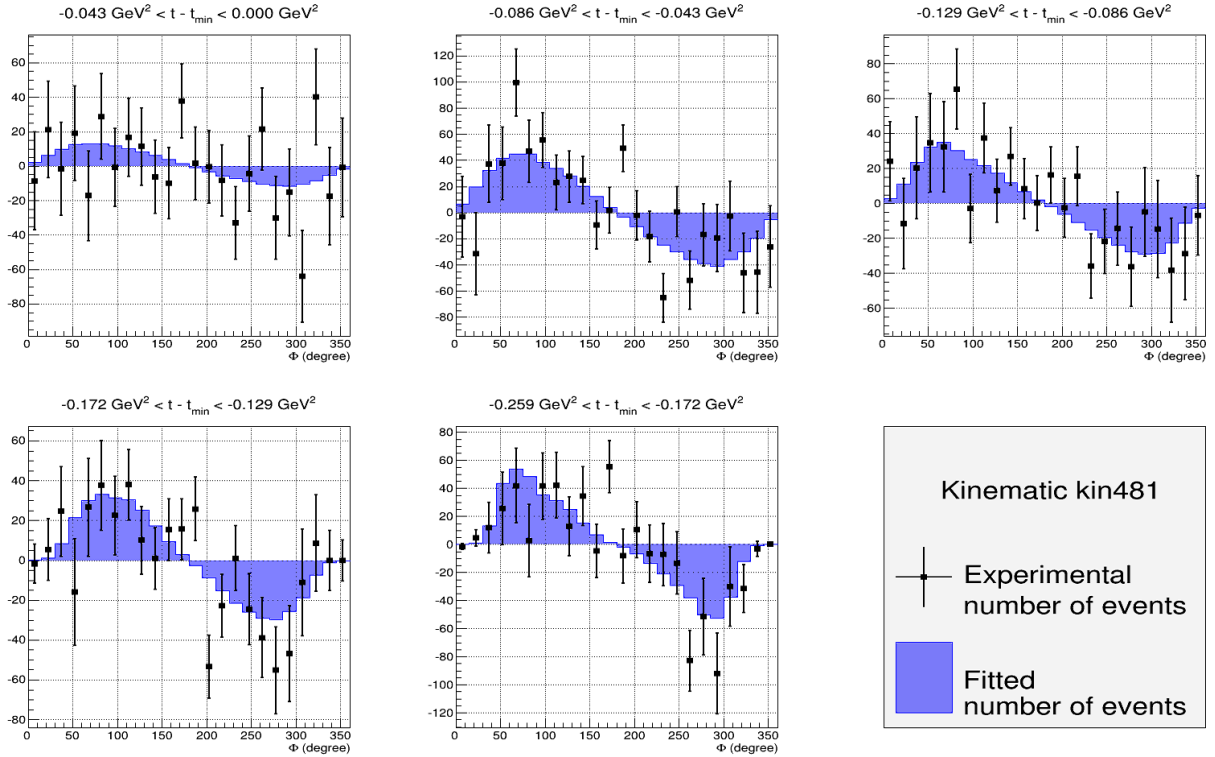 -0.043 GeV² < t - t_min < 0.000 GeV²
60
40
20
0
-20
-40
-60
-80
0 50 100 150 200 250 300 350
Φ (degree)
-0.086 GeV² < t - t_min < -0.043 GeV²
120
100
80
60
40
20
0
-20
-40
-60
-80
0 50 100 150 200 250 300 350
Φ (degree)
-0.129 GeV² < t - t_min < -0.086 GeV²
80
60
40
20
0
-20
-40
-60
0 50 100 150 200 250 300 350
Φ (degree)
-0.172 GeV² < t - t_min < -0.129 GeV²
60
40
20
0
-20
-40
-60
-80
0 50 100 150 200 250 300 350
Φ (degree)
-0.259 GeV² < t - t_min < -0.172 GeV²
80
60
40
20
0
-20
-40
-60
-80
-100
-120
0 50 100 150 200 250 300 350
Φ (degree)
Kinematic kin481
Experimental
number of events
Fitted
number of events